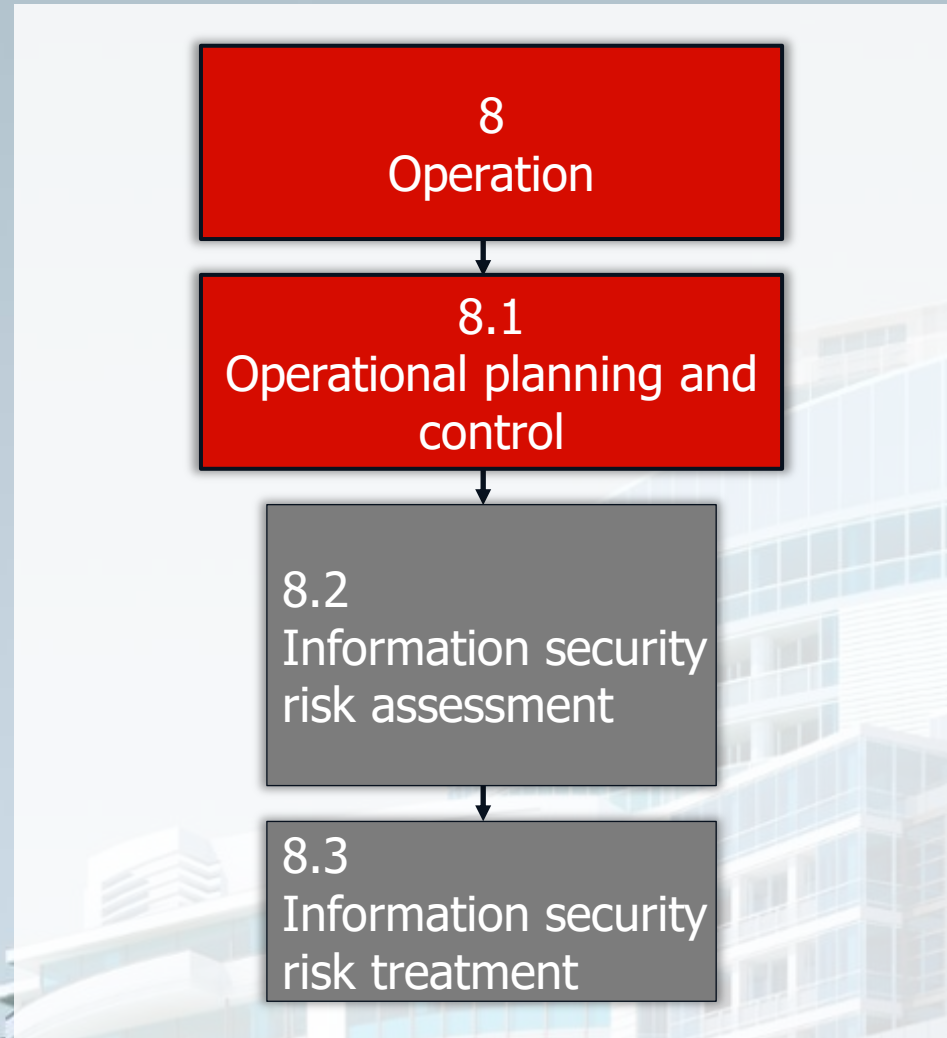 8
Operation
8.1
Operational planning and
control
8.2
Information security
risk assessment
8.3
Information security
risk treatment